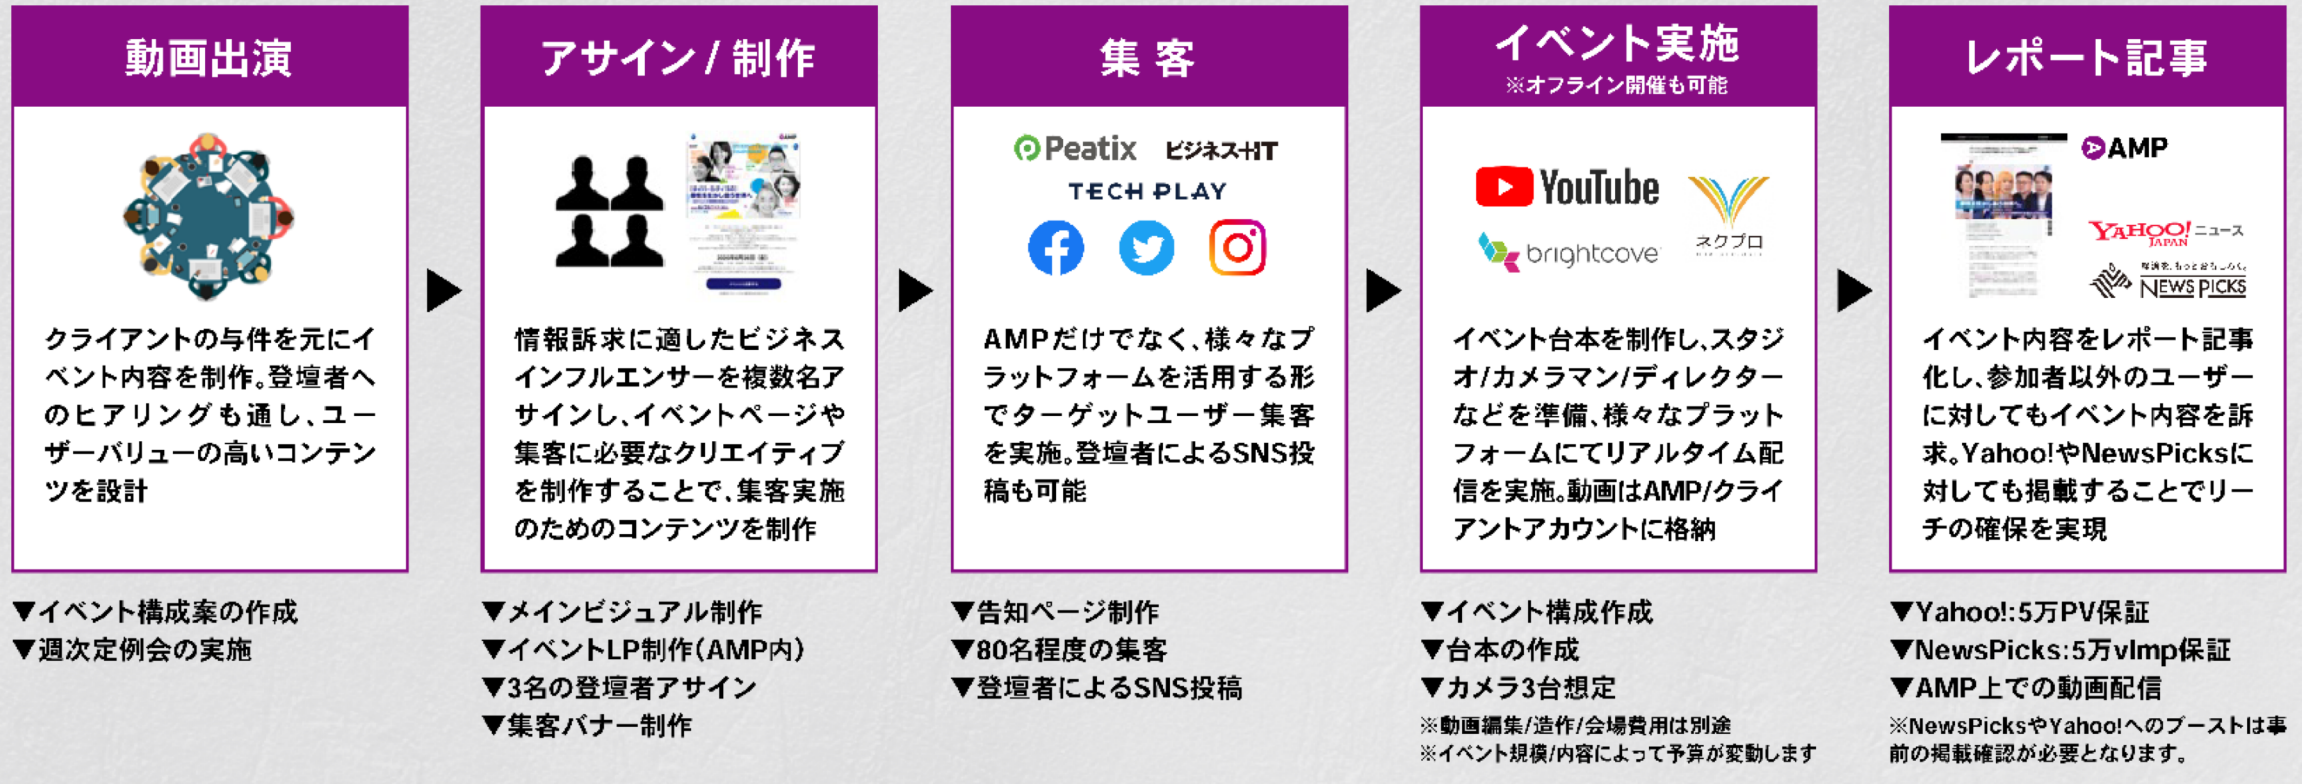 動画出演
クライアントの与件を元にイ
ベント内容を制作。登壇者へ
のヒアリングも通し、ユー
ザーバリューの高いコンテン
ツを設計
▼イベント構成案の作成
▼週次定例会の実施
アサイン / 制作
AMP
情報訴求に適したビジネス
インフルエンサーを複数名ア
サインし、イベントページや
集客に必要なクリエイティブ
を制作することで、集客実施
のためのコンテンツを制作
▼メインビジュアル制作
▼イベントLP制作(AMP内)
▼3名の登壇者アサイン
▼集客バナー制作
集客
Peatix ビジネス+IT
TECH PLAY
AMPだけでなく、様々なプ
ラットフォームを活用する形
でターゲットユーザー集客
を実施。登壇者によるSNS投
稿も可能
▼告知ページ制作
▼80名程度の集客
▼登壇者によるSNS投稿
イベント実施
※オフライン開催も可能
YouTube
brightcove
ネクプロ
イベント台本を制作し、スタジ
オ/カメラマン/ディレクター
などを準備、様々なプラット
フォームにてリアルタイム配
信を実施。動画はAMP/クライ
アントアカウントに格納
▼イベント構成作成
▼台本の作成
▼カメラ3台想定
※動画編集/造作/会場費用は別途
※イベント規模/内容によって予算が変動します
レポート記事
AMP
YAHOO! ニュース
JAPAN
経済を、もっとおもしろく。
NEWS PICKS
イベント内容をレポート記事
化し、参加者以外のユーザー
に対してもイベント内容を訴
求。Yahoo!やNewsPicksに
対しても掲載することでリー
チの確保を実現
▼Yahoo!:5万PV保証
▼NewsPicks:5万vImp保証
▼AMP上での動画配信
※NewsPicksやYahoo!へのブーストは事
前の掲載確認が必要となります。